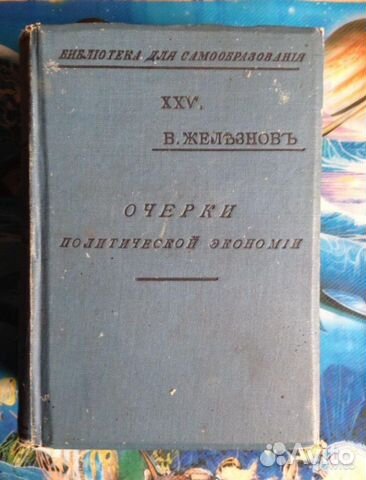 БИБЛІОТЕКА ДЛЯ САМООБРАЗОВАНІЯ
XXV.
В. ЖЕЛѢЗНОВЪ
ОЧЕРКИ
ПОЛИТИЧЕСКОЙ ЭКОНОМІИ
Avito